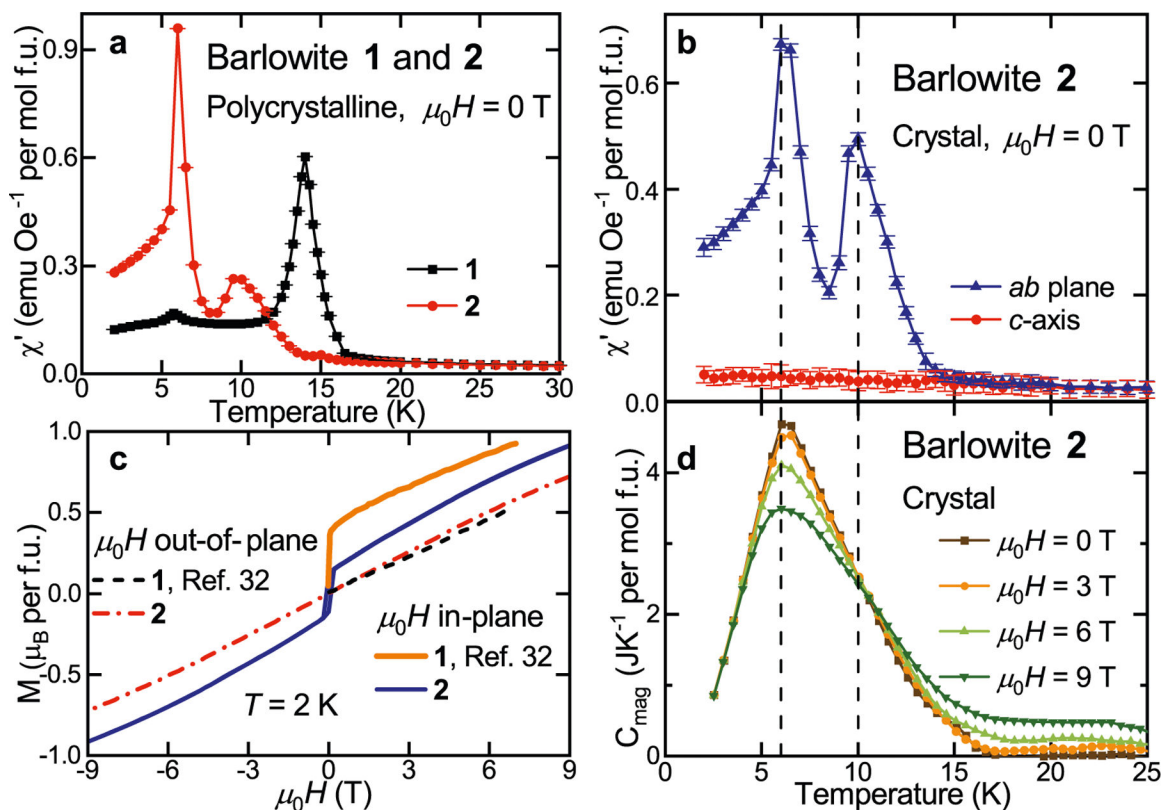 a
Barlowite 1 and 2
Polycrystalline, μ₀H = 0 T
χ' (emu Oe⁻¹ per mol f.u.)
0.9
0.6
0.3
0.0
1
2
0 5 10 15 20 25 30
Temperature (K)
b
Barlowite 2
Crystal, μ₀H = 0 T
χ' (emu Oe⁻¹ per mol f.u.)
0.6
0.4
0.2
0.0
ab plane
c-axis
c
M (μB per f.u.)
1.0
0.5
0.0
-0.5
-1.0
μ₀H out-of-plane
1, Ref. 32
2
μ₀H in-plane
1, Ref. 32
2
T = 2 K
-9 -6 -3 0 3 6 9
μ₀H (T)
d
Barlowite 2
Crystal
μ₀H = 0 T
μ₀H = 3 T
μ₀H = 6 T
μ₀H = 9 T
Cmag (JK⁻¹ per mol f.u.)
4
2
0
0 5 10 15 20 25
Temperature (K)